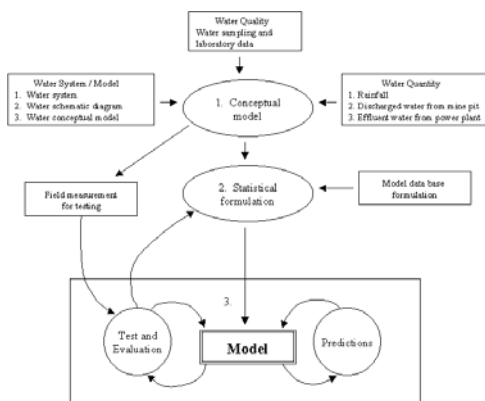 Water Quality
Water sampling and
laboratory data
Water System / Model
1. Water system
2. Water schematic diagram
3. Water conceptual model
1. Conceptual
model
Water Quantity
1. Rainfall
2. Discharged water from mine pit
3. Effluent water from power plant
Field measurement
for testing
2. Statistical
formulation
Model data base
formulation
3.
Test and
Evaluation
Model
Predictions